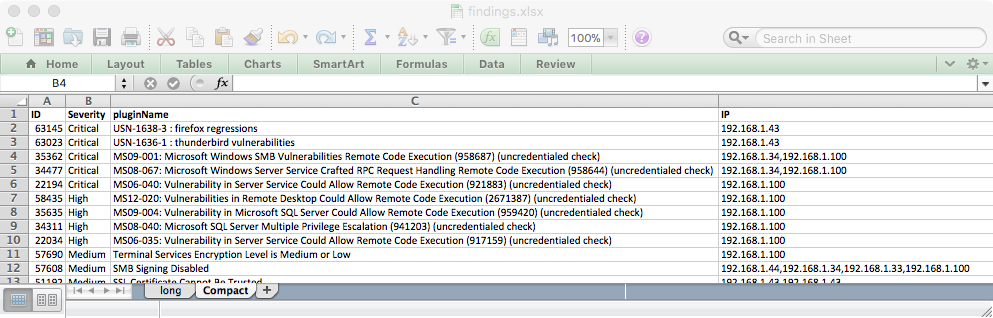 findings.xlsx
100%
Search in Sheet
Home Layout Tables Charts SmartArt Formulas Data Review
B4 fx
A B C
1 ID Severity pluginName IP
2 63145 Critical USN-1638-3 : firefox regressions 192.168.1.43
3 63023 Critical USN-1636-1 : thunderbird vulnerabilities 192.168.1.43
4 35362 Critical MS09-001: Microsoft Windows SMB Vulnerabilities Remote Code Execution (958687) (uncredentialed check) 192.168.1.34,192.168.1.100
5 34477 Critical MS08-067: Microsoft Windows Server Service Crafted RPC Request Handling Remote Code Execution (958644) (uncredentialed check) 192.168.1.34,192.168.1.100
6 22194 Critical MS06-040: Vulnerability in Server Service Could Allow Remote Code Execution (921883) (uncredentialed check) 192.168.1.100
7 58435 High MS12-020: Vulnerabilities in Remote Desktop Could Allow Remote Code Execution (2671387) (uncredentialed check) 192.168.1.100
8 35635 High MS09-004: Vulnerability in Microsoft SQL Server Could Allow Remote Code Execution (959420) (uncredentialed check) 192.168.1.100
9 34311 High MS08-040: Microsoft SQL Server Multiple Privilege Escalation (941203) (uncredentialed check) 192.168.1.100
10 22034 High MS06-035: Vulnerability in Server Service Could Allow Remote Code Execution (917159) (uncredentialed check) 192.168.1.100
11 57690 Medium Terminal Services Encryption Level is Medium or Low 192.168.1.100
12 57608 Medium SMB Signing Disabled 192.168.1.44,192.168.1.34,192.168.1.33,192.168.1.100
13 51192 Medium SSL Certificate Cannot Be Trusted 192.168.1.43,192.168.1.43
long Compact